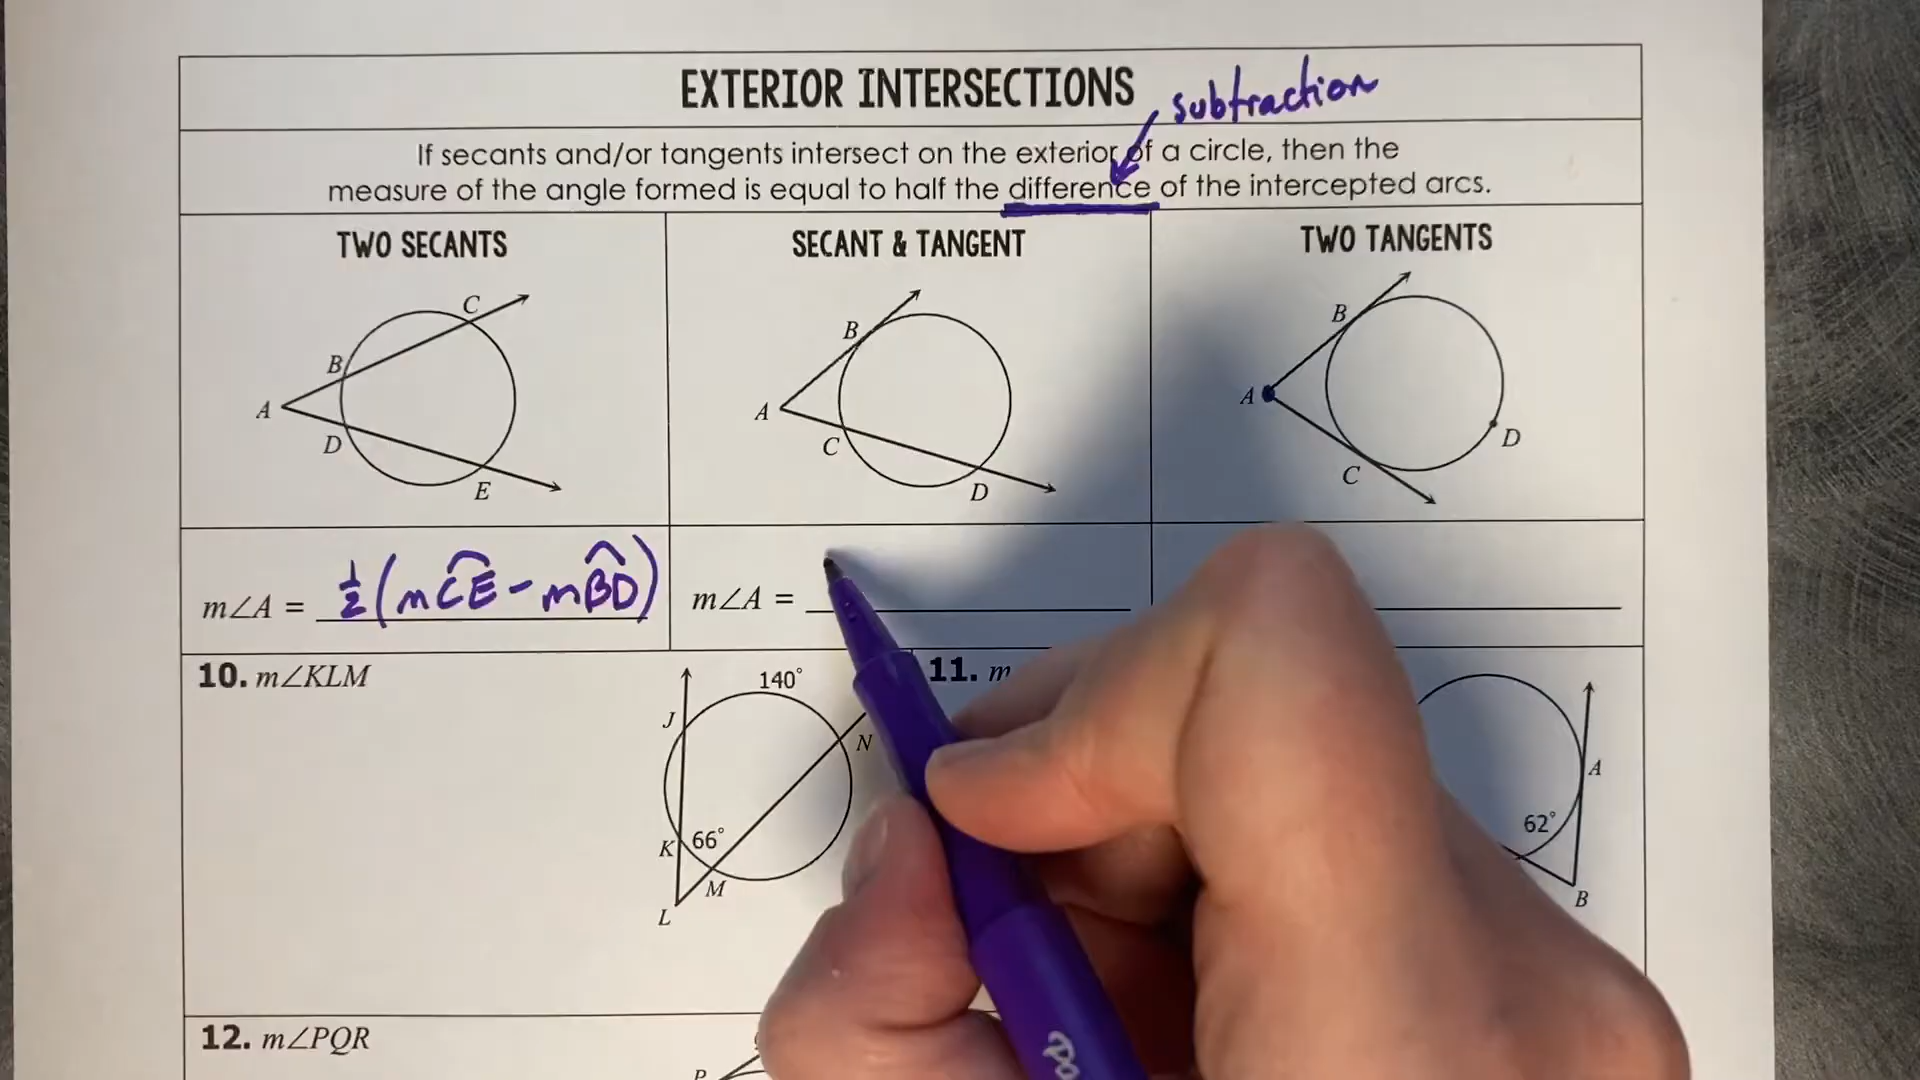 EXTERIOR INTERSECTIONS
subtraction
If secants and/or tangents intersect on the exterior of a circle, then the
measure of the angle formed is equal to half the difference of the intercepted arcs.
TWO SECANTS
SECANT & TANGENT
TWO TANGENTS
C
B
A
D
E
B
A
C
D
B
A
D
C
m∠A = ½(mCE - mBD)
m∠A =
10. m∠KLM
140°
J
N
K
66°
M
L
11. m
A
62°
B
12. m∠PQR
P